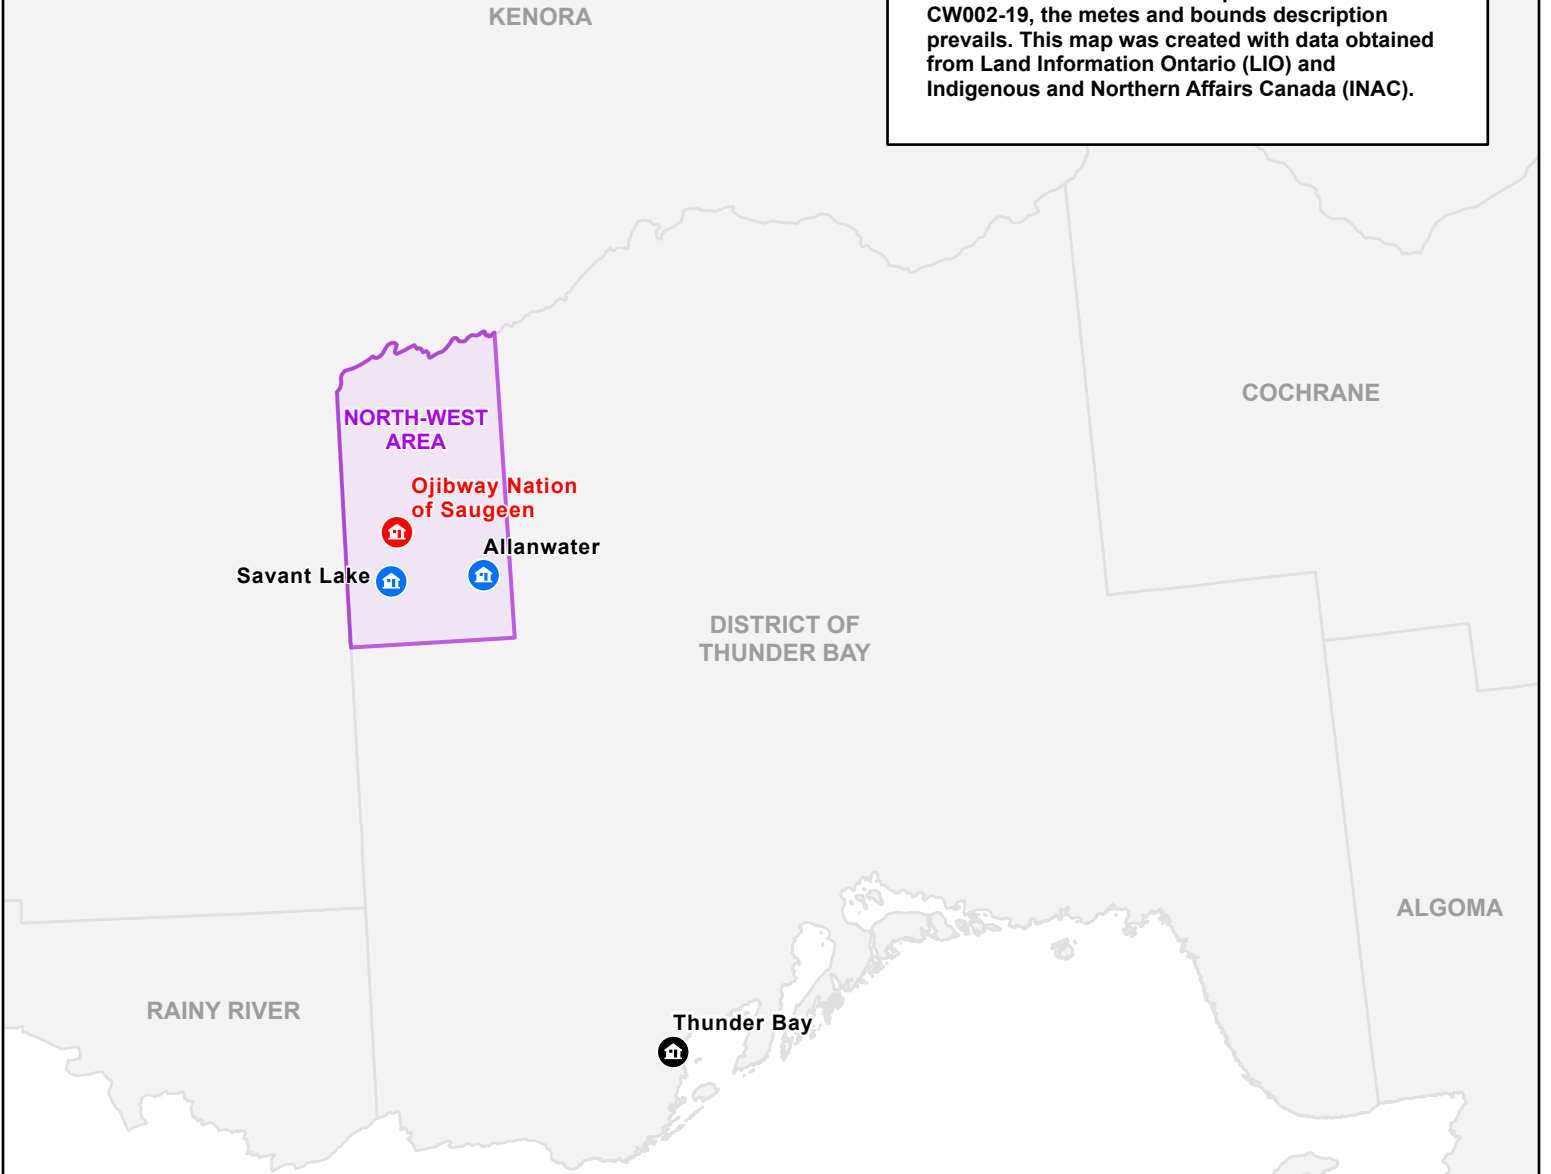 KENORA
CW002-19, the metes and bounds description
prevails. This map was created with data obtained
from Land Information Ontario (LIO) and
Indigenous and Northern Affairs Canada (INAC).
COCHRANE
NORTH-WEST
AREA
Ojibway Nation
of Saugeen
Allanwater
Savant Lake
DISTRICT OF
THUNDER BAY
ALGOMA
RAINY RIVER
Thunder Bay